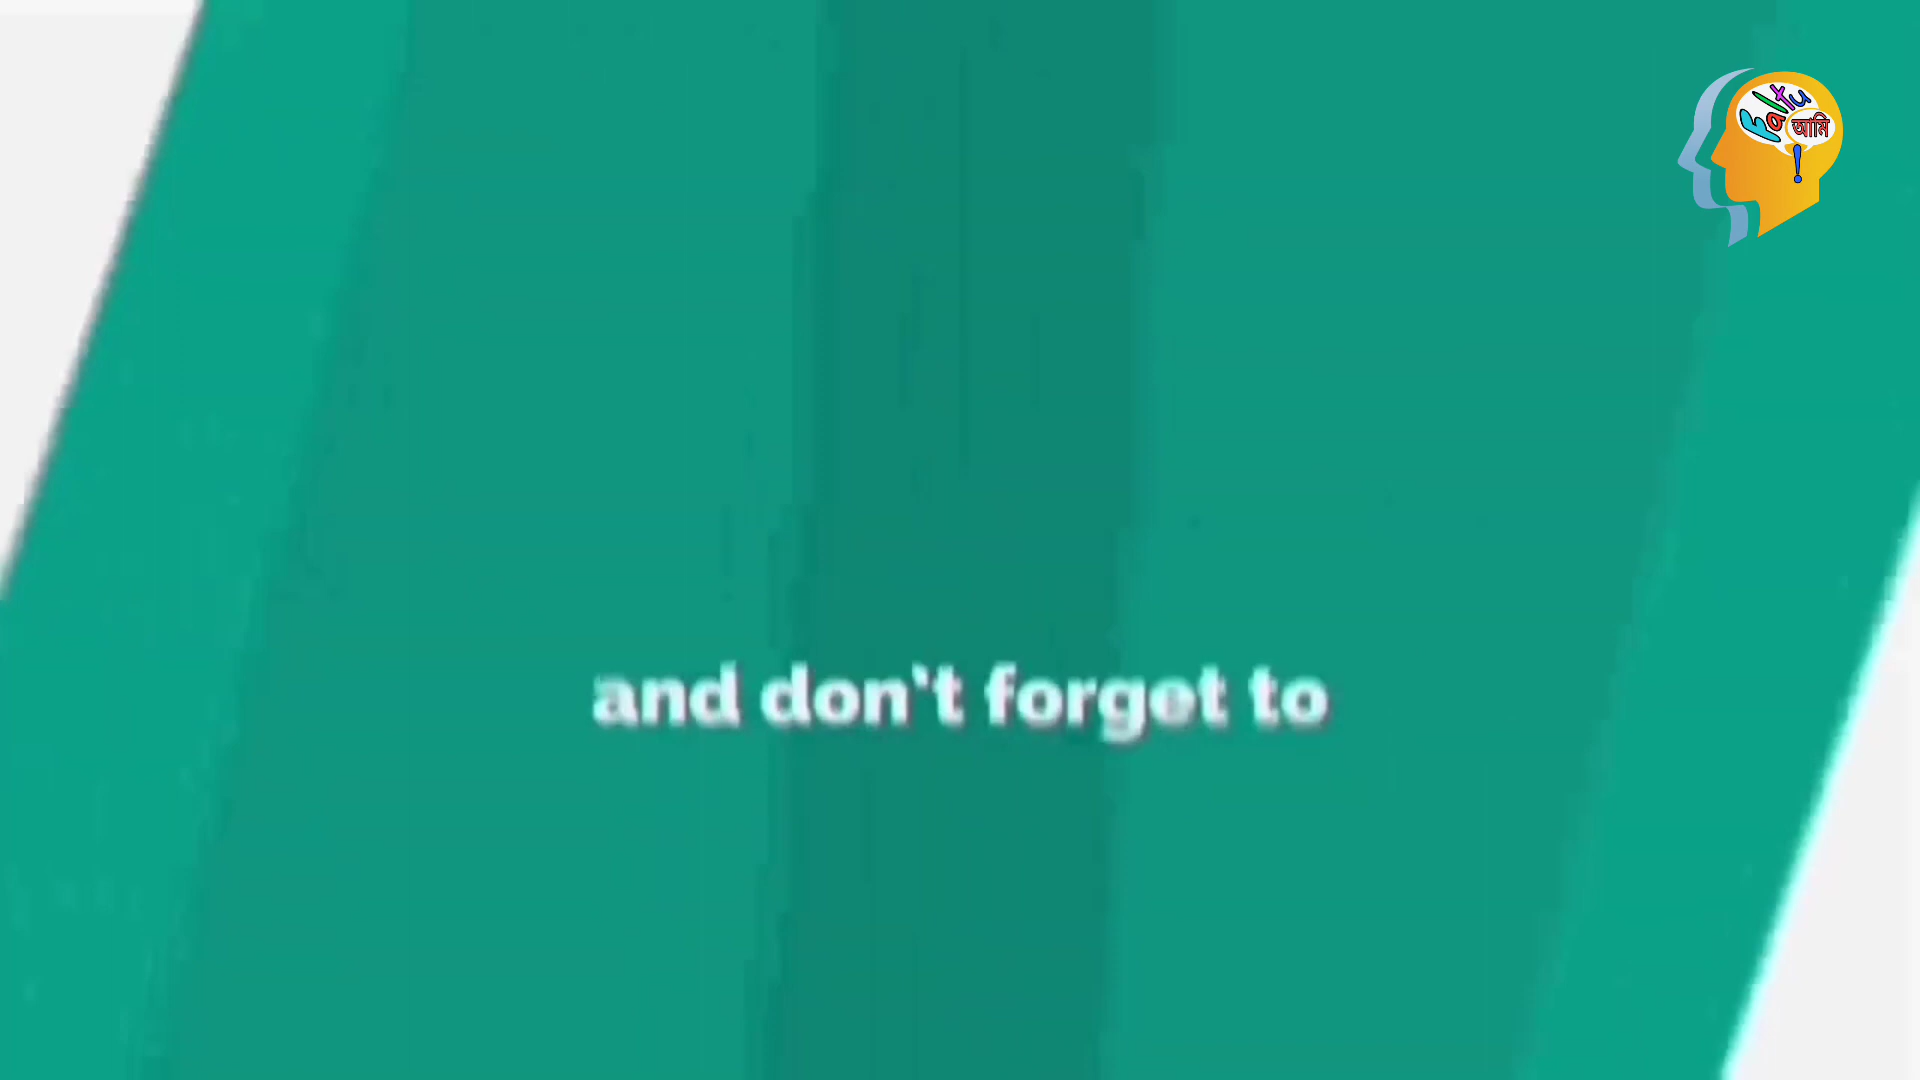 Faltu
আমি
!
and don't forget to